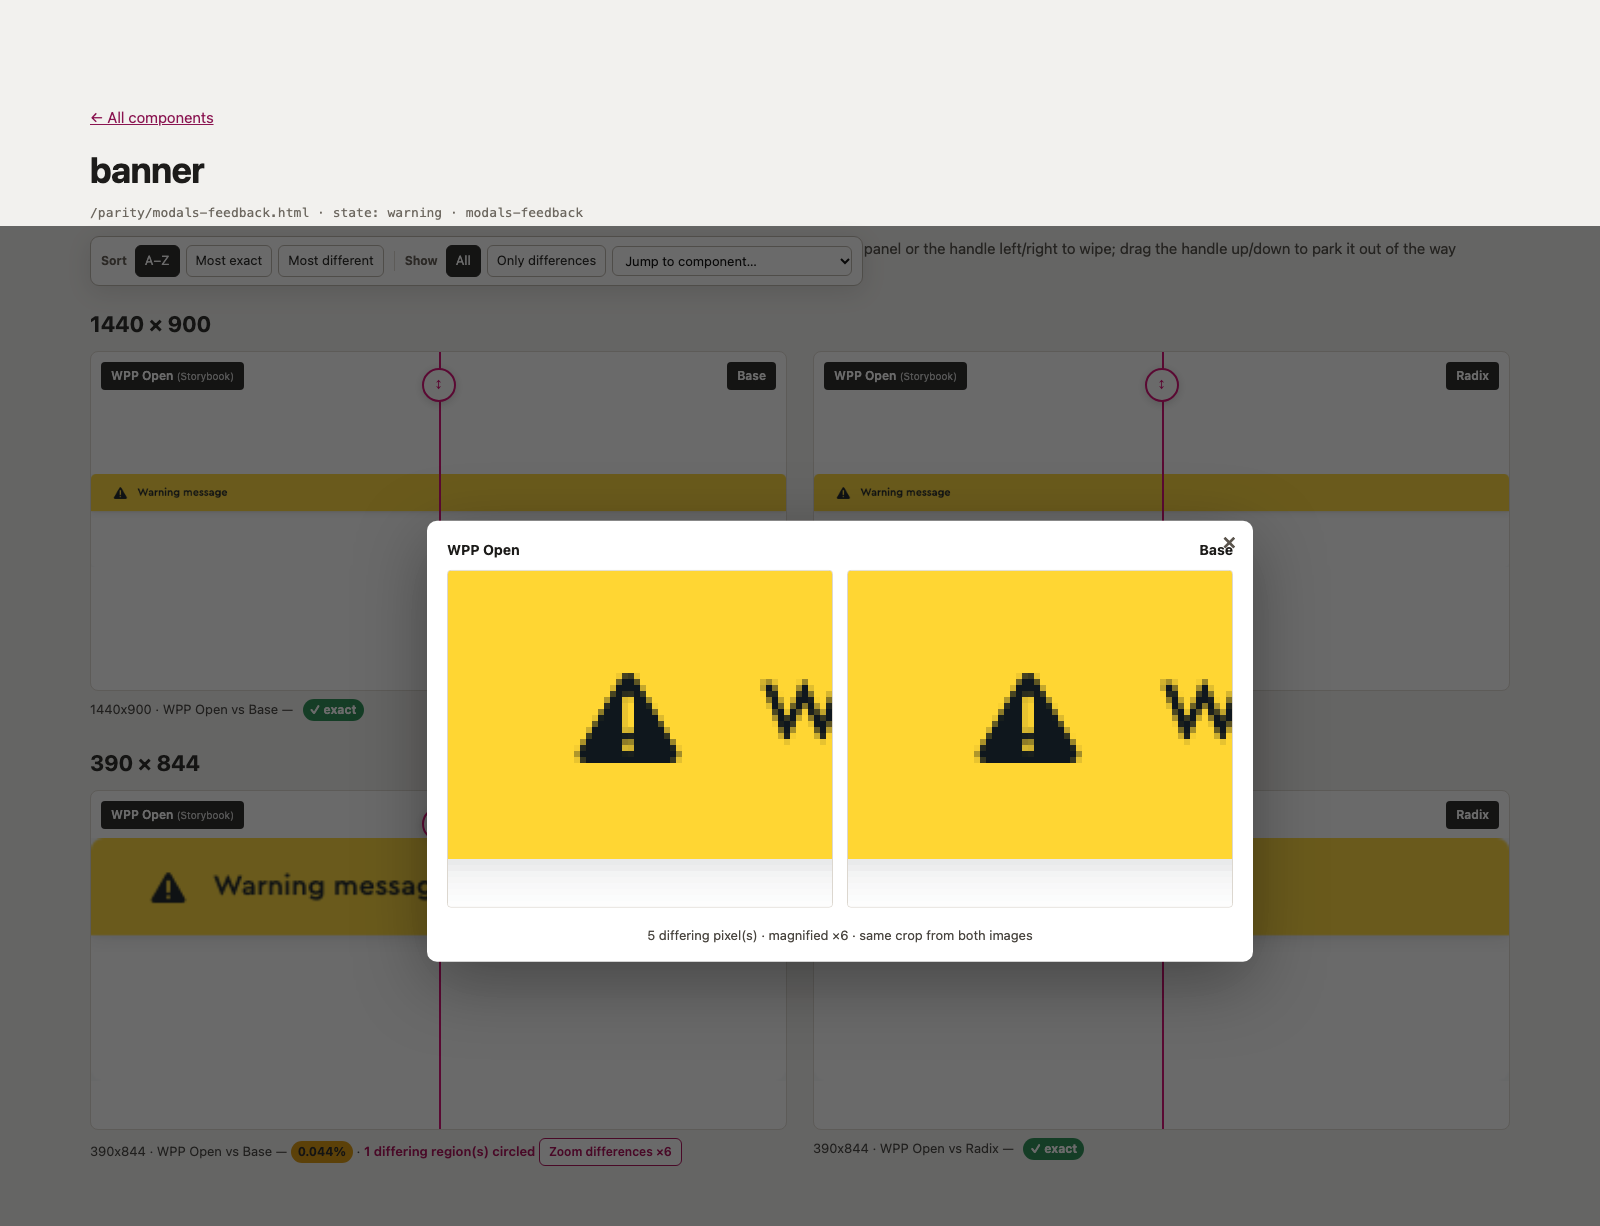 ← All components
banner
/parity/modals-feedback.html · state: warning · modals-feedback
Sort A–Z Most exact Most different Show All Only differences Jump to component... panel or the handle left/right to wipe; drag the handle up/down to park it out of the way
1440 × 900
WPP Open (Storybook) ↕ Base WPP Open (Storybook) ↕ Radix
Warning message Warning message
WPP Open Base ×
W W
5 differing pixel(s) · magnified ×6 · same crop from both images
1440x900 · WPP Open vs Base — ✓ exact
390 × 844
WPP Open (Storybook) Radix
Warning messag
390x844 · WPP Open vs Base — 0.044% · 1 differing region(s) circled Zoom differences ×6 390x844 · WPP Open vs Radix — ✓ exact